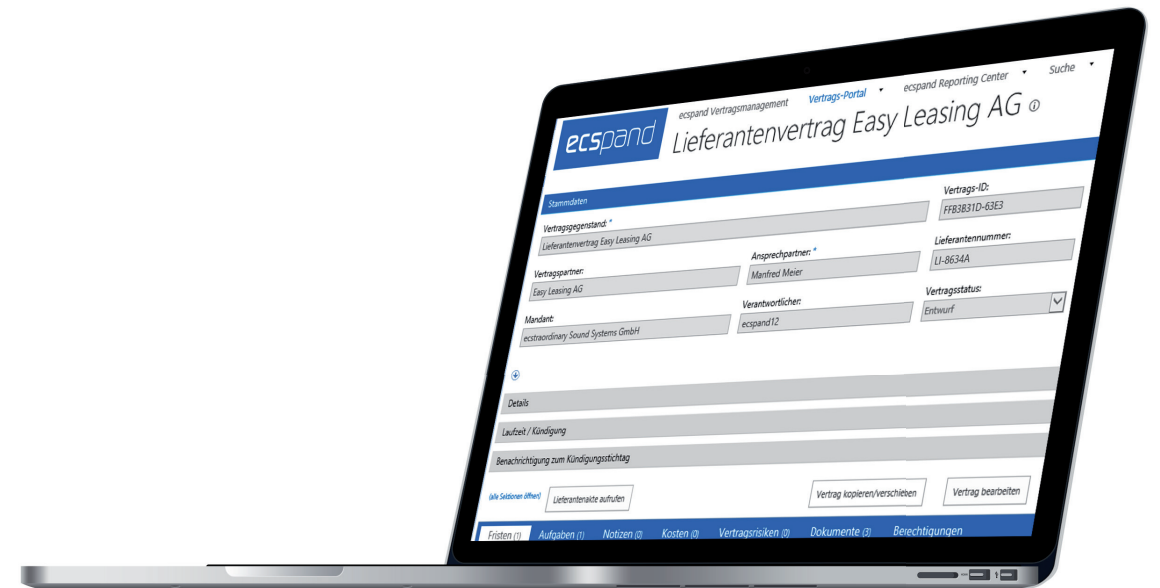 ecspand
ecspand Vertragsmanagement Vertrags-Portal ecspand Reporting Center Suche
Lieferantenvertrag Easy Leasing AG
Stammdaten
Vertragsgegenstand: * Vertrags-ID:
Lieferantenvertrag Easy Leasing AG FFB3B31D-63E3
Vertragspartner: Ansprechpartner: * Lieferantennummer:
Easy Leasing AG Manfred Meier LI-8634A
Mandant: Verantwortlicher: Vertragsstatus:
ecstraordinary Sound Systems GmbH ecspand12 Entwurf
Details
Laufzeit / Kündigung
Benachrichtigung zum Kündigungsstichtag
(alle Sektionen öffnen) Lieferantenakte aufrufen Vertrag kopieren/verschieben Vertrag bearbeiten
Fristen (1) Aufgaben (1) Notizen (0) Kosten (0) Vertragsrisiken (0) Dokumente (3) Berechtigungen